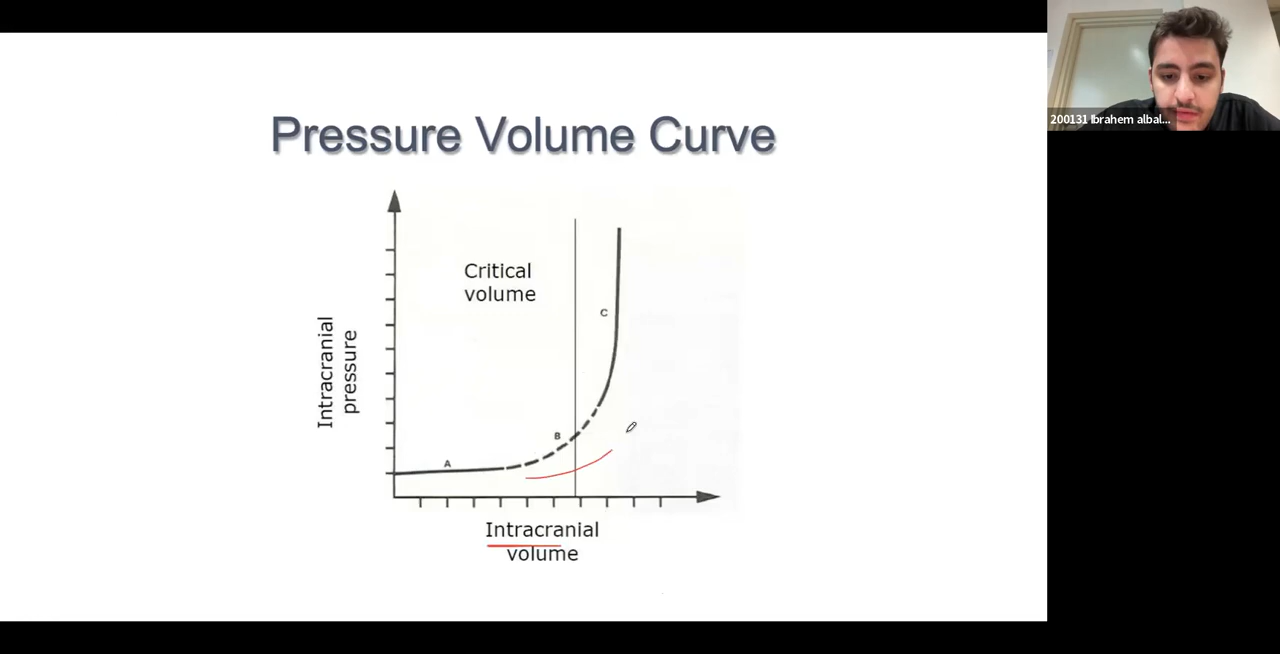 Pressure Volume Curve
200131 Ibrahem albal...
Critical
volume
C
Intracranial
pressure
B
A
Intracranial
volume